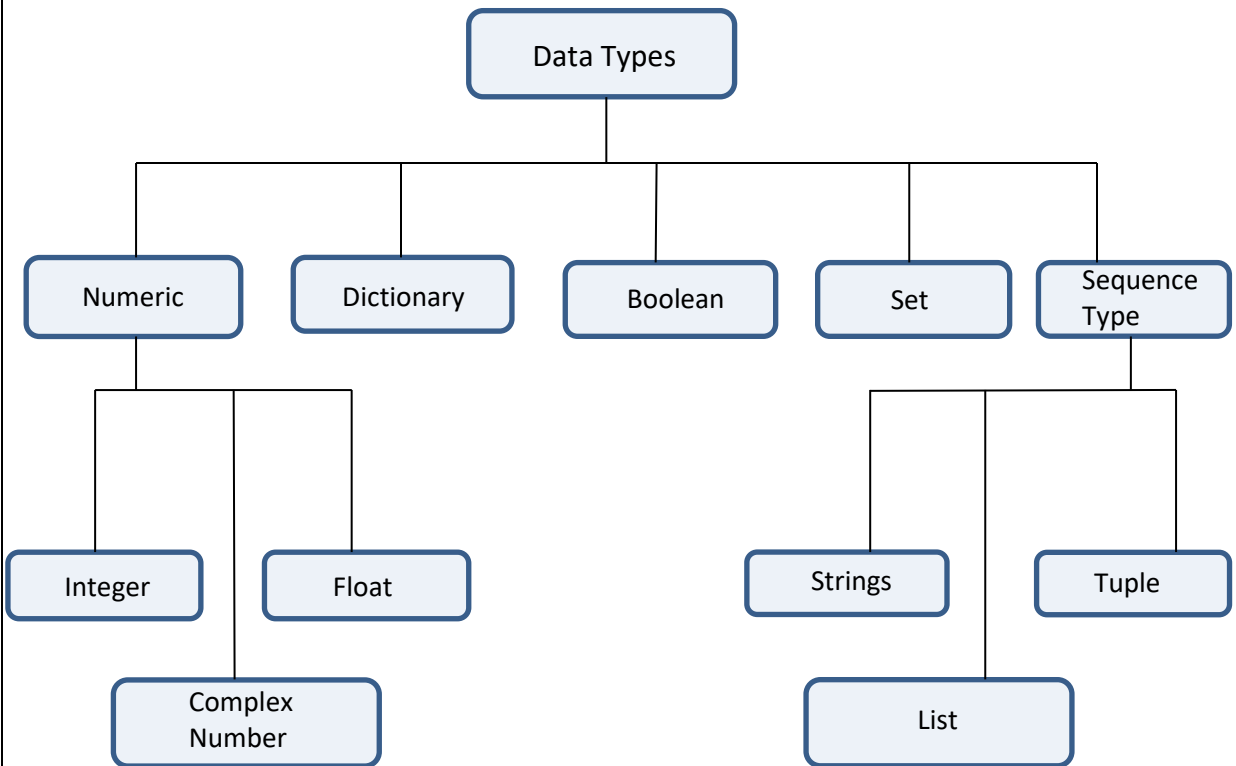 Data Types
Numeric
Dictionary
Boolean
Set
Sequence
Type
Integer
Float
Strings
Tuple
Complex
Number
List